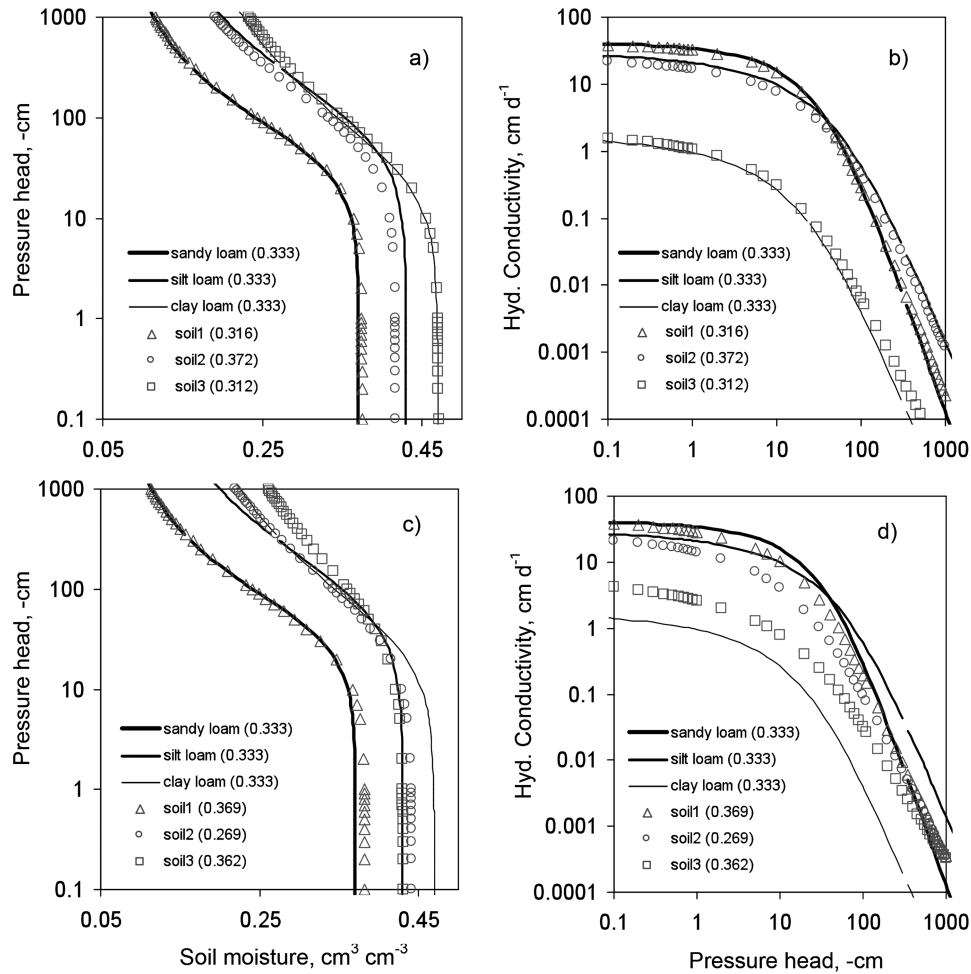 1000
100
10
1
0.1
Pressure head, -cm
a)
sandy loam (0.333)
silt loam (0.333)
clay loam (0.333)
soil1 (0.316)
soil2 (0.372)
soil3 (0.312)
0.05 0.25 0.45
100
10
1
0.1
0.01
0.001
0.0001
Hyd. Conductivity, cm d-1
b)
sandy loam (0.333)
silt loam (0.333)
clay loam (0.333)
soil1 (0.316)
soil2 (0.372)
soil3 (0.312)
0.1 1 10 100 1000
1000
100
10
1
0.1
Pressure head, -cm
c)
sandy loam (0.333)
silt loam (0.333)
clay loam (0.333)
soil1 (0.369)
soil2 (0.269)
soil3 (0.362)
0.05 0.25 0.45
Soil moisture, cm³ cm⁻³
100
10
1
0.1
0.01
0.001
0.0001
Hyd. Conductivity, cm d⁻¹
d)
sandy loam (0.333)
silt loam (0.333)
clay loam (0.333)
soil1 (0.369)
soil2 (0.269)
soil3 (0.362)
0.1 1 10 100 1000
Pressure head, -cm